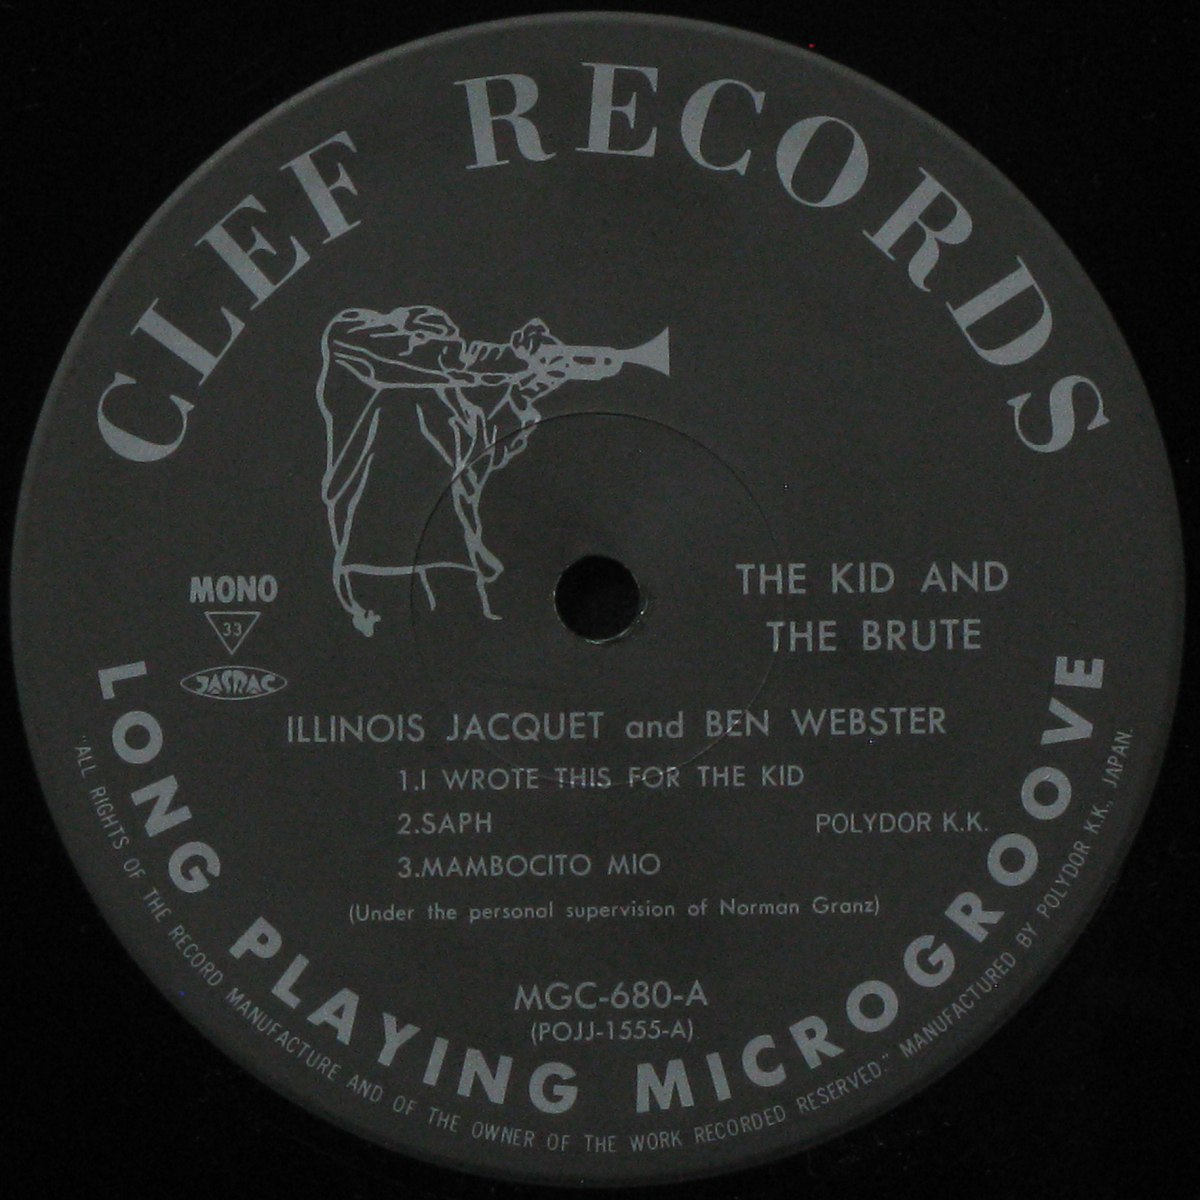 CLEF RECORDS
MONO
33
JASRAC
THE KID AND
THE BRUTE
ILLINOIS JACQUET and BEN WEBSTER
1.I WROTE THIS FOR THE KID
2.SAPH
POLYDOR K.K.
3.MAMBOCITO MIO
(Under the personal supervision of Norman Granz)
MGC-680-A
(POJJ-1555-A)
LONG PLAYING MICROGROOVE
"ALL RIGHTS OF THE RECORD MANUFACTURE AND OF THE OWNER OF THE WORK RECORDED RESERVED." MANUFACTURED BY POLYDOR K.K., JAPAN.